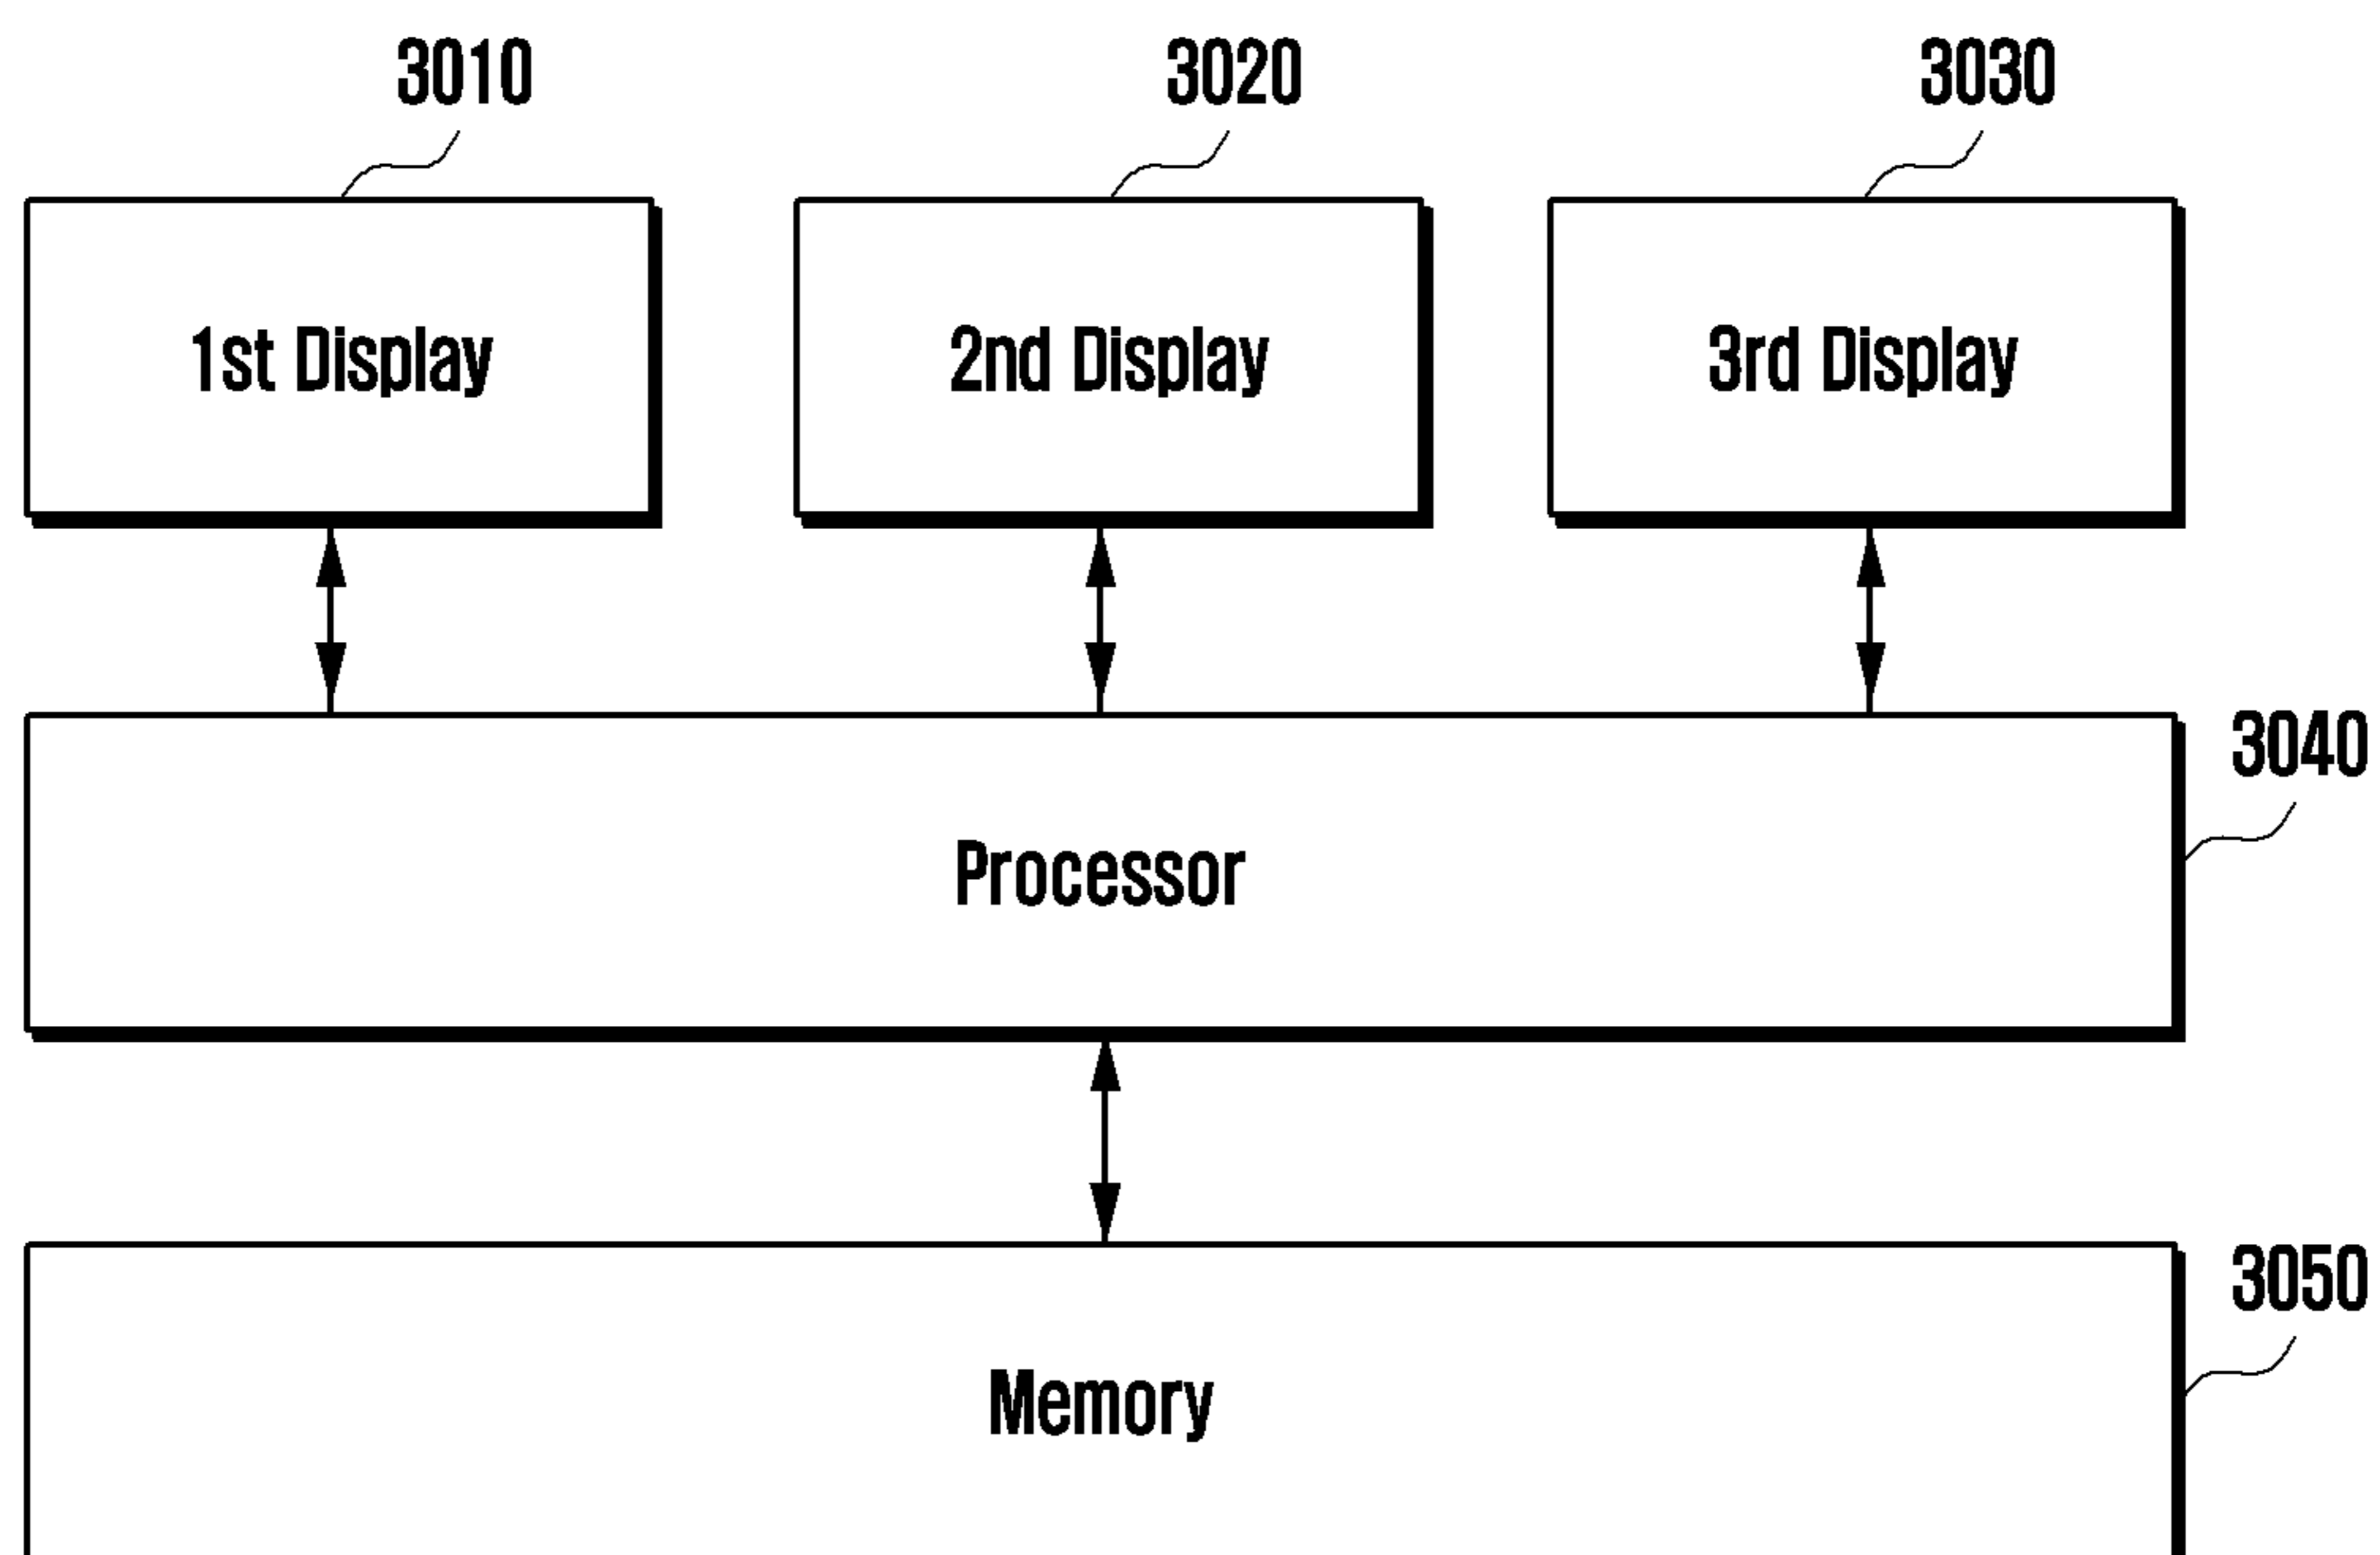 3010
3020
3030
1st Display
2nd Display
3rd Display
3040
Processor
3050
Memory